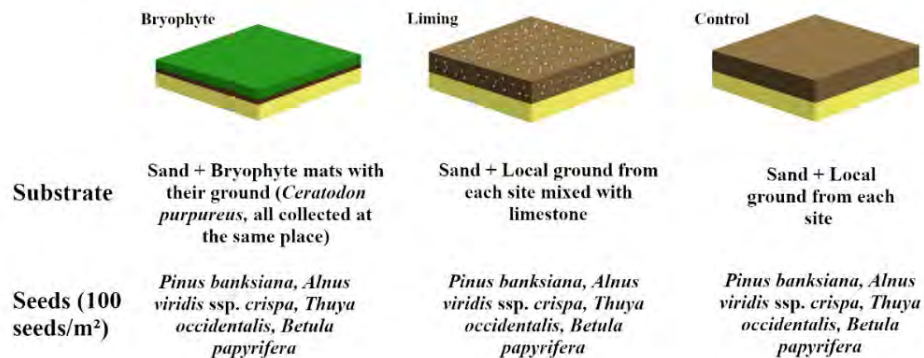 Bryophyte
Liming
Control
Substrate
Sand + Bryophyte mats with
their ground (Ceratodon
purpureus, all collected at
the same place)
Sand + Local ground from
each site mixed with
limestone
Sand + Local
ground from each
site
Seeds (100
seeds/m²)
Pinus banksiana, Alnus
viridis ssp. crispa, Thuya
occidentalis, Betula
papyrifera
Pinus banksiana, Alnus
viridis ssp. crispa, Thuya
occidentalis, Betula
papyrifera
Pinus banksiana, Alnus
viridis ssp. crispa, Thuya
occidentalis, Betula
papyrifera